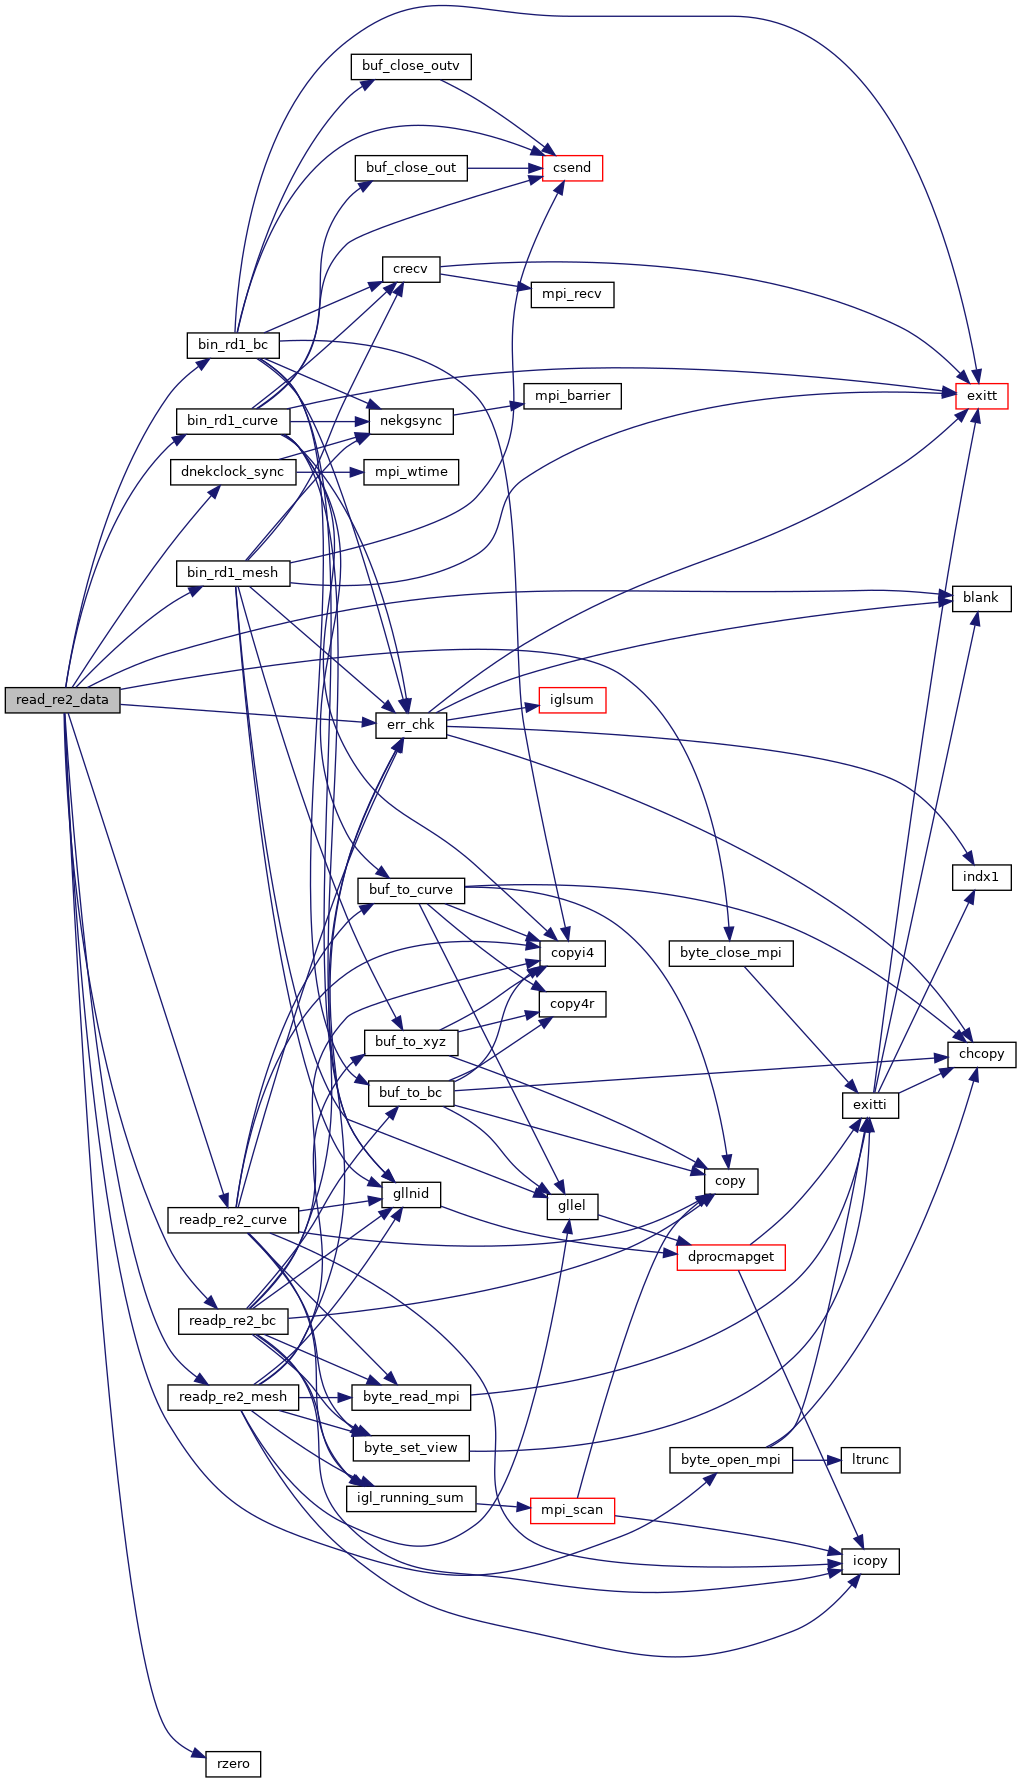 buf_close_outv
buf_close_out
csend
crecv
mpi_recv
bin_rd1_bc
exitt
mpi_barrier
bin_rd1_curve
nekgsync
dnekclock_sync
mpi_wtime
bin_rd1_mesh
blank
read_re2_data
iglsum
err_chk
indx1
buf_to_curve
copyi4
byte_close_mpi
copy4r
buf_to_xyz
chcopy
buf_to_bc
exitti
copy
gllnid
gllel
readp_re2_curve
dprocmapget
readp_re2_bc
readp_re2_mesh
byte_read_mpi
byte_set_view
byte_open_mpi
ltrunc
igl_running_sum
mpi_scan
icopy
rzero